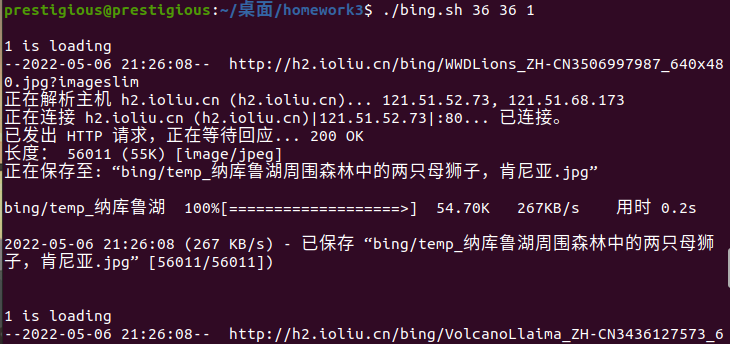 prestigious@prestigious:~/桌面/homework3$ ./bing.sh 36 36 1
1 is loading
--2022-05-06 21:26:08--  http://h2.ioliu.cn/bing/WWDLions_ZH-CN3506997987_640x48
0.jpg?imageslim
正在解析主机 h2.ioliu.cn (h2.ioliu.cn)... 121.51.52.73, 121.51.68.173
正在连接 h2.ioliu.cn (h2.ioliu.cn)|121.51.52.73|:80... 已连接。
已发出 HTTP 请求，正在等待回应... 200 OK
长度： 56011 (55K) [image/jpeg]
正在保存至: “bing/temp_纳库鲁湖周围森林中的两只母狮子，肯尼亚.jpg”
bing/temp_纳库鲁湖  100%[===================>]  54.70K   267KB/s    用时 0.2s
2022-05-06 21:26:08 (267 KB/s) - 已保存 “bing/temp_纳库鲁湖周围森林中的两只母狮
子，肯尼亚.jpg” [56011/56011])
1 is loading
--2022-05-06 21:26:08--  http://h2.ioliu.cn/bing/VolcanoLlaima_ZH-CN3436127573_6